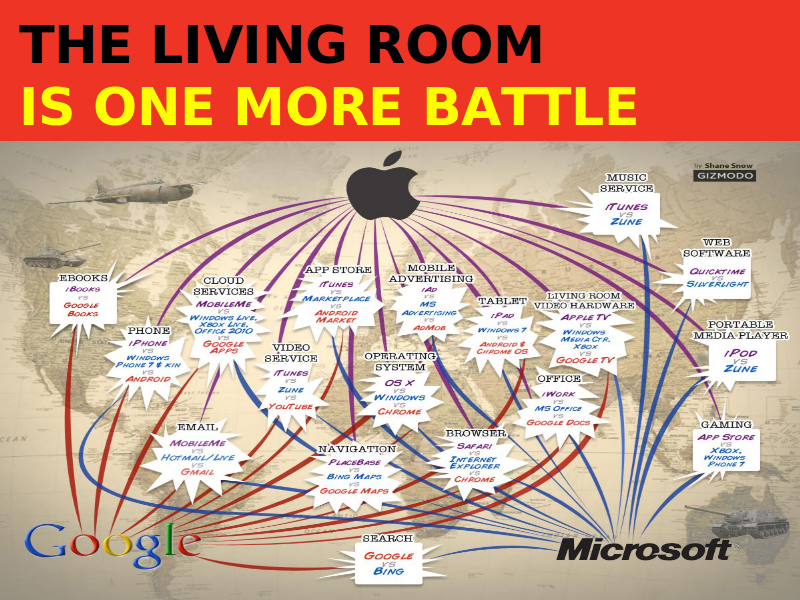 THE LIVING ROOM
IS ONE MORE BATTLE
by Shane Snow
GIZMODO
MUSIC
SERVICE
iTunes
vs
Zune
WEB
SOFTWARE
Quicktime
vs
Silverlight
EBOOKS
iBooks
vs
Google
Books
CLOUD
SERVICES
MobileMe
vs
Windows Live,
Xbox Live,
Office 2010
vs
Google
Apps
APP STORE
iTunes
vs
Marketplace
vs
Android
Market
MOBILE
ADVERTISING
iAd
vs
MS
Advertising
vs
AdMob
TABLET
iPad
vs
Windows 7
vs
Android &
Chrome OS
LIVING ROOM
VIDEO HARDWARE
Apple TV
vs
Windows
Media Ctr,
Xbox
vs
Google TV
PORTABLE
MEDIA PLAYER
iPod
vs
Zune
PHONE
iPhone
vs
Windows
Phone 7 & Kin
vs
Android
VIDEO
SERVICE
iTunes
vs
Zune
vs
YouTube
OPERATING
SYSTEM
OS X
vs
Windows
vs
Chrome
OFFICE
iWork
vs
MS Office
vs
Google Docs
EMAIL
MobileMe
vs
Hotmail/Live
vs
Gmail
NAVIGATION
PlaceBase
vs
Bing Maps
vs
Google Maps
BROWSER
Safari
vs
Internet
Explorer
vs
Chrome
GAMING
App Store
vs
Xbox,
Windows
Phone 7
Google
Microsoft
SEARCH
Google
vs
Bing